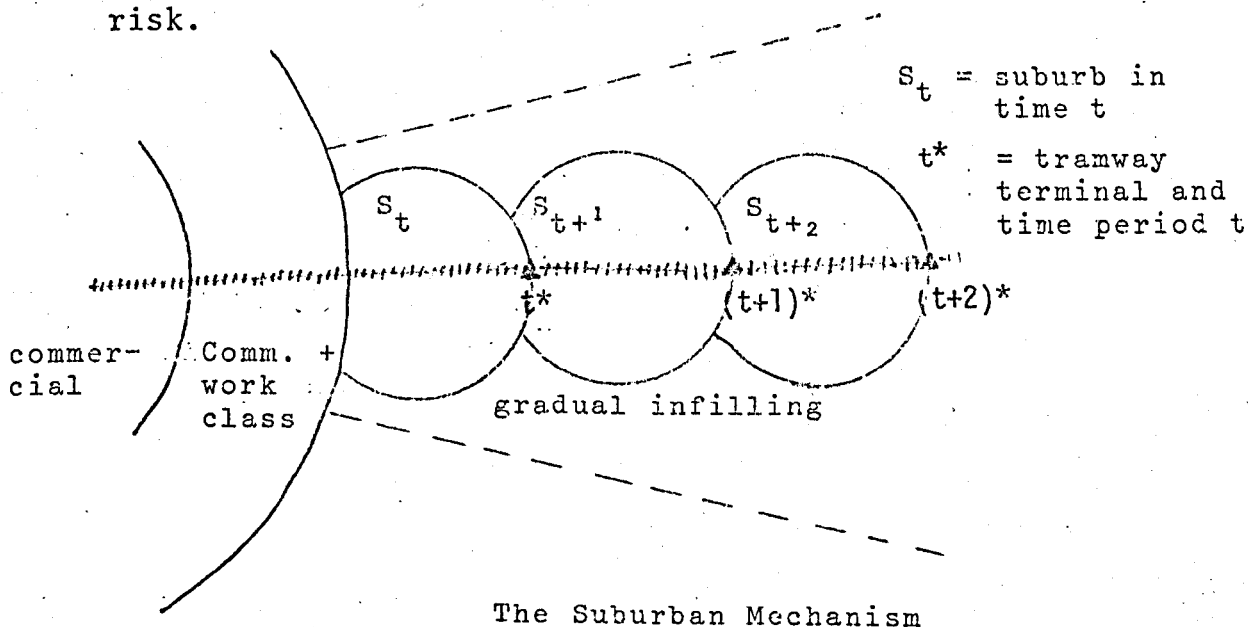 risk.
S_t = suburb in
time t
t* = tramway
terminal and
time period t
S_t
S_t+1
S_t+2
t*
(t+1)*
(t+2)*
commer-
cial
Comm. +
work
class
gradual infilling
The Suburban Mechanism